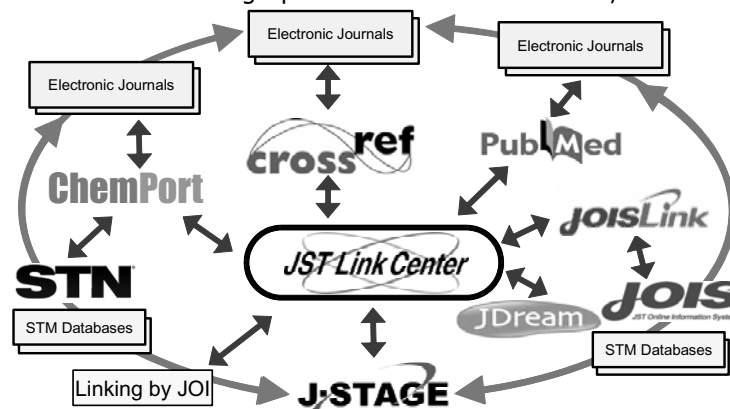 Electronic Journals
Electronic Journals
Electronic Journals
cross ref
PubMed
ChemPort
JOISLink
JST Link Center
STN
JOIS
JST Online Information Syste
JDream
STM Databases
STM Databases
Linking by JOI
J-STAGE